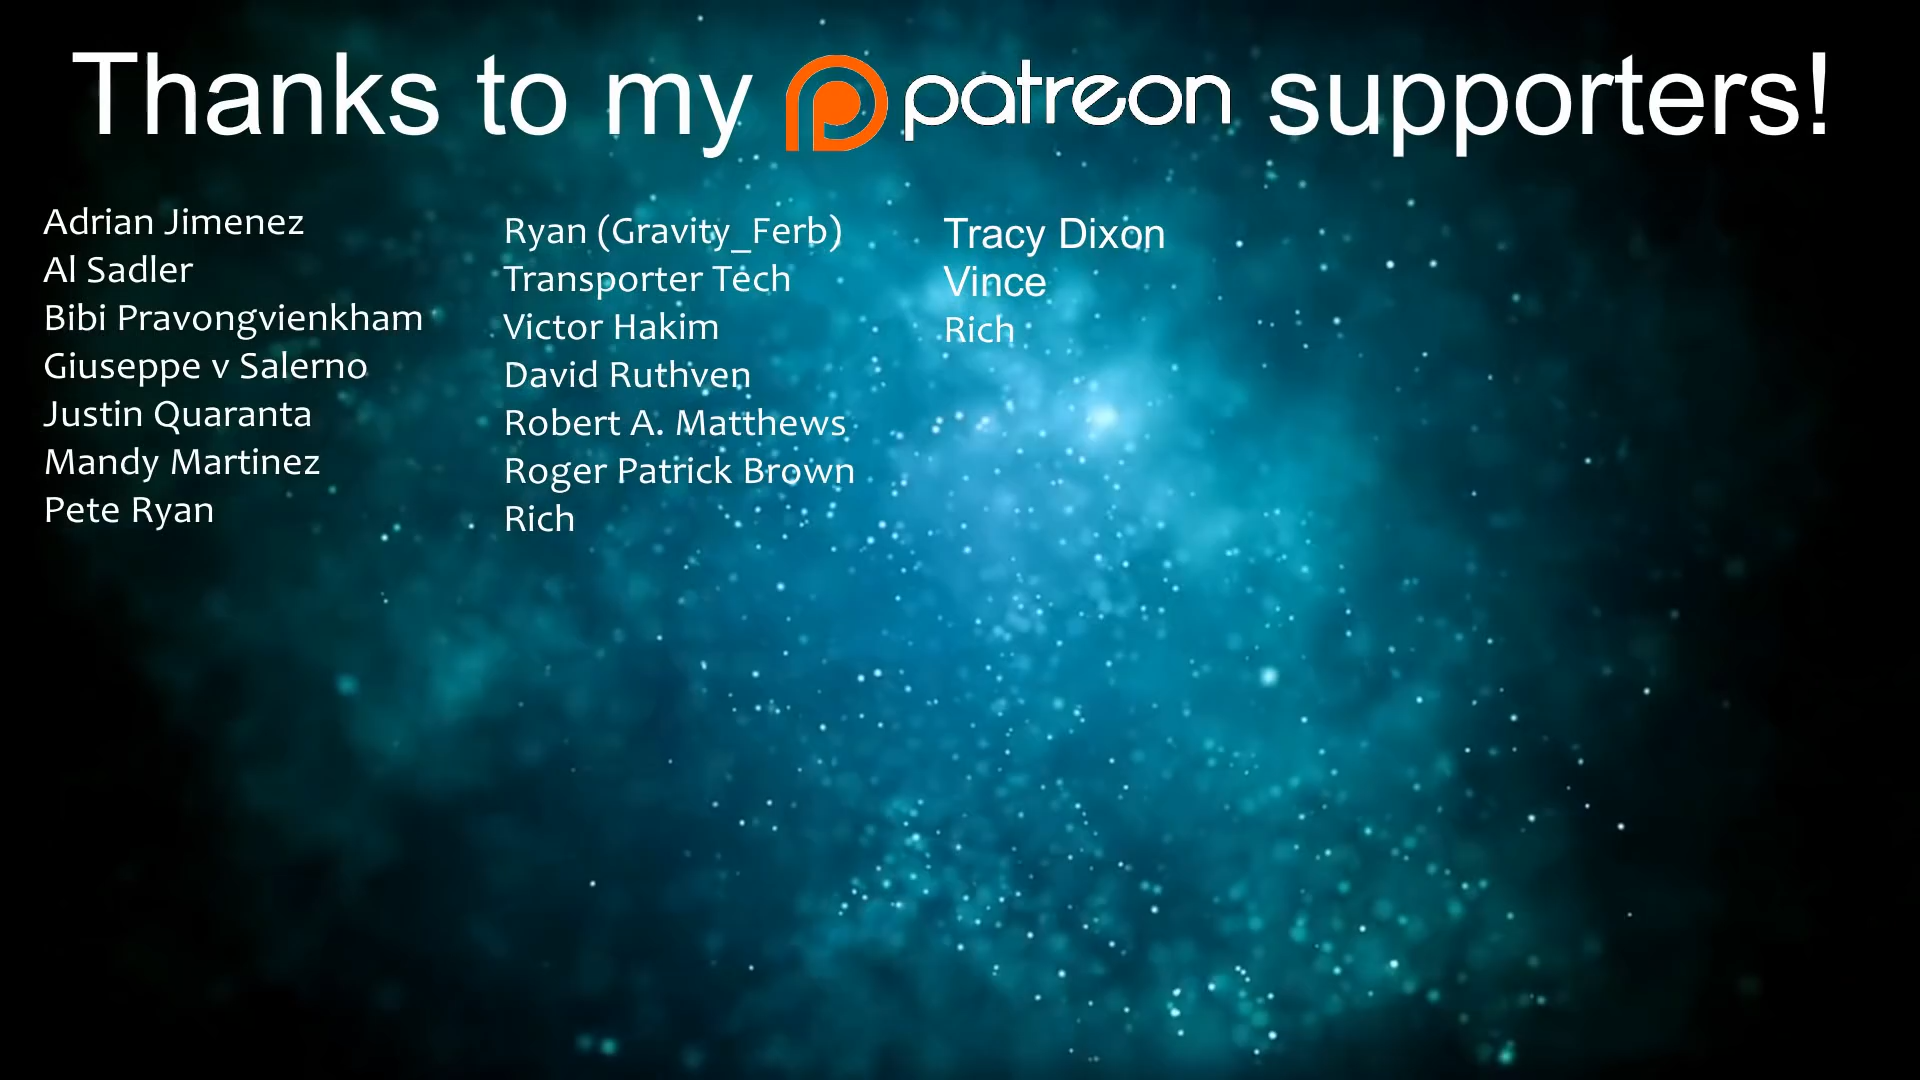 Thanks to my patreon supporters!
Adrian Jimenez
Al Sadler
Bibi Pravongvienkham
Giuseppe v Salerno
Justin Quaranta
Mandy Martinez
Pete Ryan
Ryan (Gravity_Ferb)
Transporter Tech
Victor Hakim
David Ruthven
Robert A. Matthews
Roger Patrick Brown
Rich
Tracy Dixon
Vince
Rich